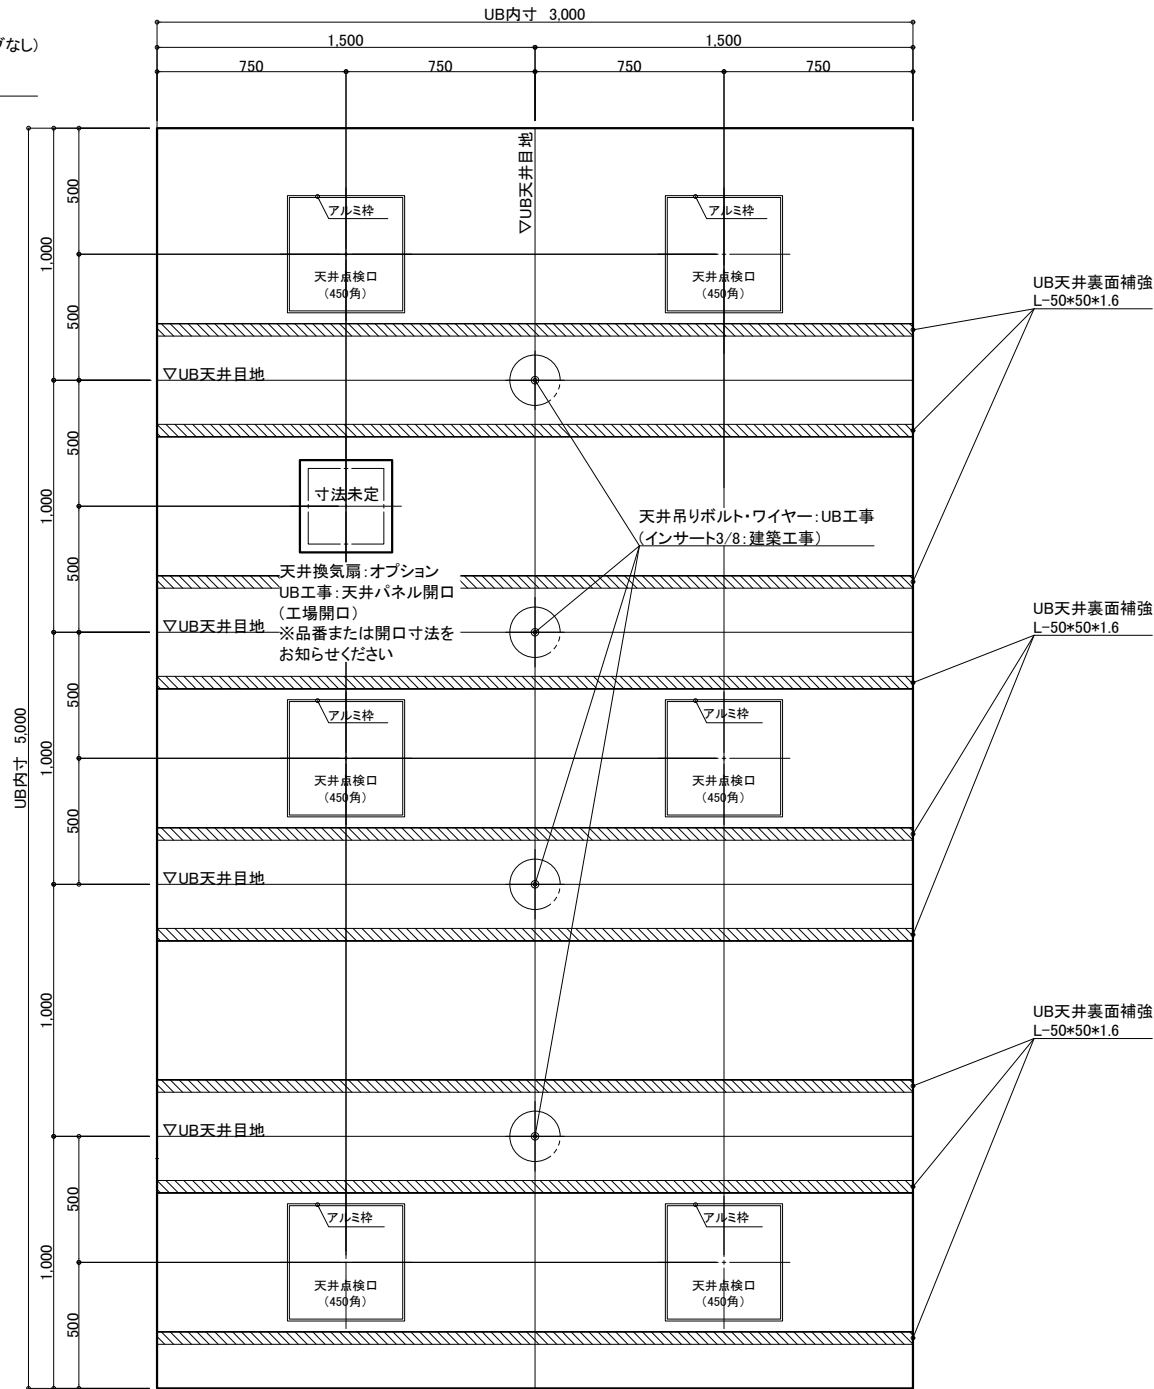 UB内寸 3,000
ブなし)
1,500
1,500
750
750
750
750
▽UB天井目地
500
アルミ枠
アルミ枠
1,000
天井点検口
(450角)
天井点検口
(450角)
UB天井裏面補強
L-50*50*1.6
500
▽UB天井目地
500
寸法未定
1,000
天井吊りボルト・ワイヤー:UB工事
(インサート3/8:建築工事)
500
天井換気扇:オプション
UB工事:天井パネル開口
(工場開口)
※品番または開口寸法を
お知らせください
▽UB天井目地
UB天井裏面補強
L-50*50*1.6
500
アルミ枠
アルミ枠
UB内寸 5,000
1,000
天井点検口
(450角)
天井点検口
(450角)
500
▽UB天井目地
1,000
UB天井裏面補強
L-50*50*1.6
▽UB天井目地
500
アルミ枠
アルミ枠
1,000
天井点検口
(450角)
天井点検口
(450角)
500